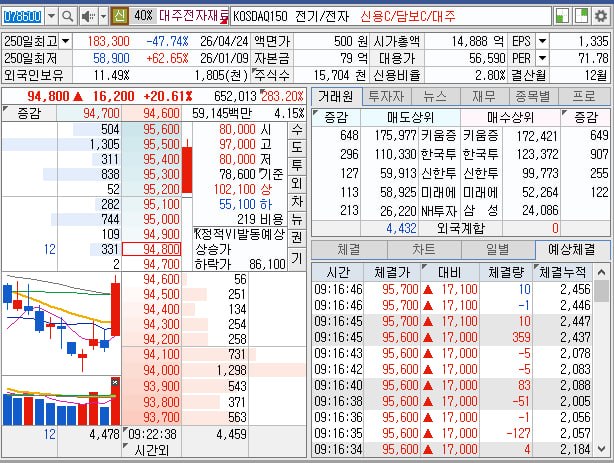 078600 신 40% 대주전자재료 KOSDAQ150 전기/전자 신용C/담보C/대주
250일최고 183,300 -47.74% 26/04/24 액면가 500 원 시가총액 14,888 억 EPS 1,335
250일최저 58,900 +62.65% 26/01/09 자본금 79 억 대용가 56,590 PER 71.78
외국인보유 11.49% 1,805(천) 주식수 15,704 천 신용비율 2.80% 결산월 12월
94,800 ▲ 16,200 +20.61% 652,013 283.20% 거래원 투자자 뉴스 재무 종목별 프로
증감 94,700 94,600 59,145백만 4.15% 증감 매도상위 매수상위 증감
504 95,600 80,000 시 수 648 175,977 키움증 키움증 172,421 649
1,305 95,500 97,000 고 도 296 110,330 한국투 한국투 123,372 907
311 95,400 80,000 저 투 127 59,913 신한투 신한투 99,773 255
838 95,300 78,600 기준 외 113 58,925 미래에 미래에 52,264 122
52 95,200 102,100 상 213 26,220 NH투자 삼 성 24,086
282 95,100 55,100 하 차 4,432 외국계합 0
744 95,000 219 비용 뉴
109 94,900 K정적VI발동예상 권 체결 차트 일별 예상체결
12 331 94,800 상승가 기 시간 체결가 대비 체결량 체결누적
2 94,700 하락가 86,100
94,600 56 09:16:46 95,700 ▲ 17,100 10 2,456
94,500 251 09:16:46 95,700 ▲ 17,100 -1 2,446
94,400 134 09:16:45 95,700 ▲ 17,100 10 2,447
94,300 254 09:16:45 95,600 ▲ 17,000 359 2,437
94,200 258 09:16:43 95,600 ▲ 17,000 -5 2,078
94,100 731 09:16:42 95,600 ▲ 17,000 -5 2,083
94,000 1,298 09:16:40 95,600 ▲ 17,000 83 2,088
93,900 543 09:16:38 95,600 ▲ 17,000 -51 2,005
93,800 371 09:16:36 95,600 ▲ 17,000 -1 2,056
93,700 563 09:16:35 95,600 ▲ 17,000 -127 2,057
12 4,478 09:22:38 4,459 09:16:34 95,600 ▲ 17,000 4 2,184
시간외